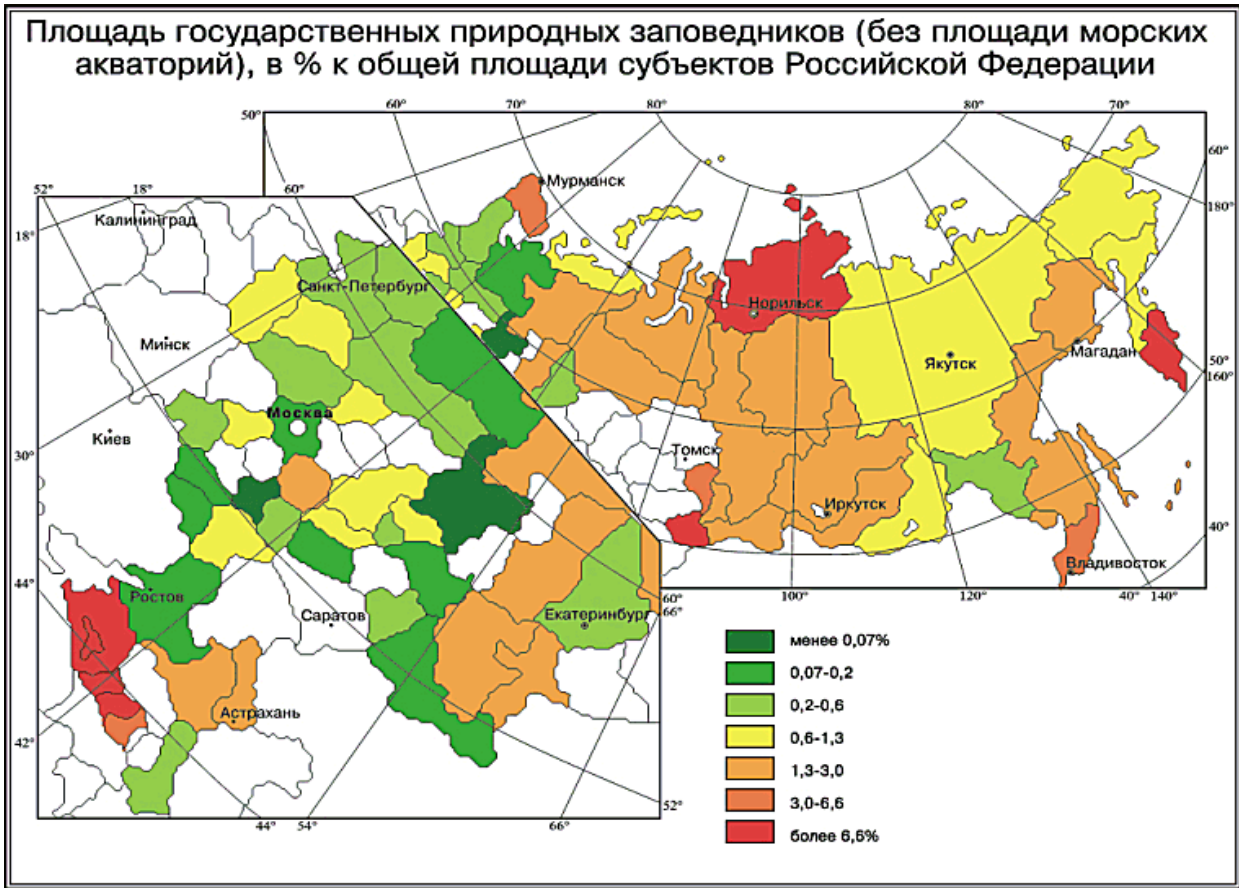 Площадь государственных природных заповедников (без площади морских
акваторий), в % к общей площади субъектов Российской Федерации
50°
60°
70°
80°
80°
70°
60°
180°
52°
18°
60°
Мурманск
Калининград
18°
Санкт-Петербург
Норильск
Минск
Якутск
Магадан
50°
160°
Москва
Киев
Томск
30°
Иркутск
40°
Владивосток
44°
Ростов
Саратов
Екатеринбург
60°
66°
100°
120°
40°
140°
Астрахань
42°
52°
44°
54°
66°
менее 0,07%
0,07-0,2
0,2-0,6
0,6-1,3
1,3-3,0
3,0-6,6
более 6,6%